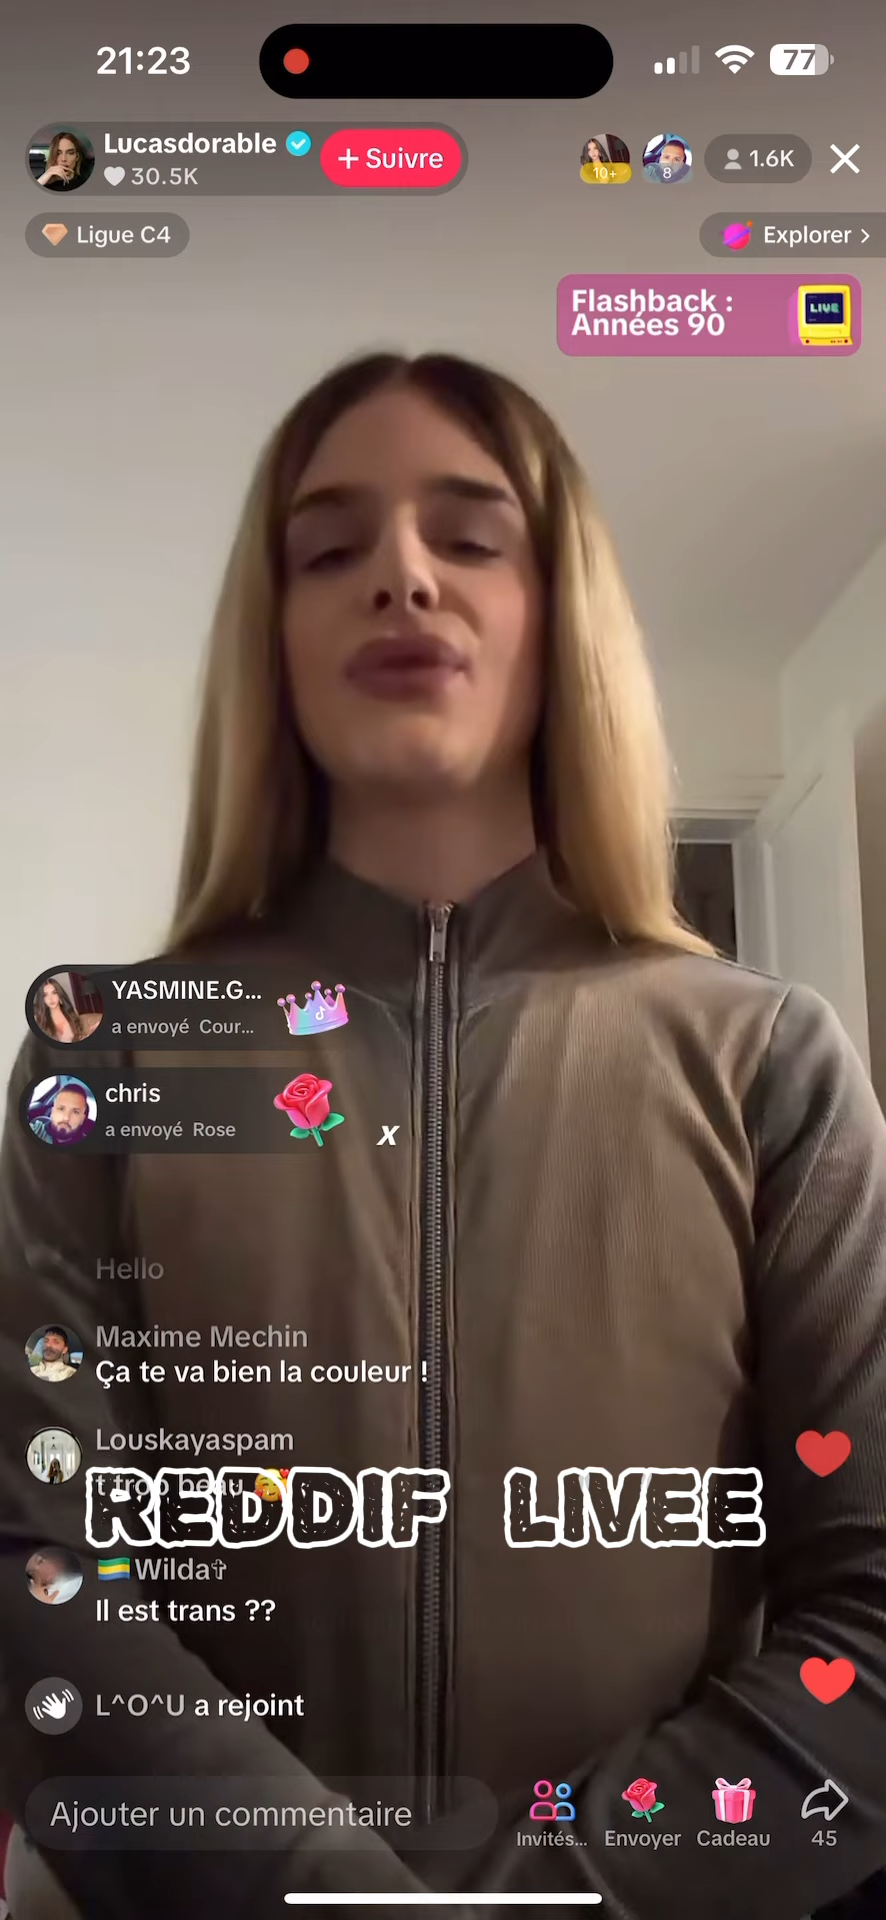 21:23
77
Lucasdorable
30.5K
+ Suivre
10+
8
1.6K
Ligue C4
Explorer
Flashback :
Années 90
LIVE
YASMINE.G...
a envoyé Cour...
chris
a envoyé Rose
x
Hello
Maxime Mechin
Ça te va bien la couleur !
Louskayaspam
t trop beau 🥰
REDDIF LIVEE
🇬🇦Wilda✞
Il est trans ??
L^O^U a rejoint
Ajouter un commentaire
Invités...
Envoyer
Cadeau
45